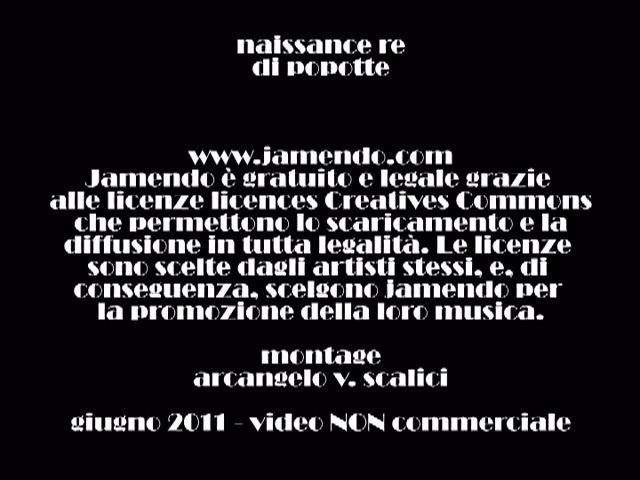 naissance re
di popotte
www.jamendo.com
Jamendo è gratuito e legale grazie
alle licenze licences Creatives Commons
che permettono lo scaricamento e la
diffusione in tutta legalità. Le licenze
sono scelte dagli artisti stessi, e, di
conseguenza, scelgono jamendo per
la promozione della loro musica.
montage
arcangelo v. scalici
giugno 2011 - video NON commerciale